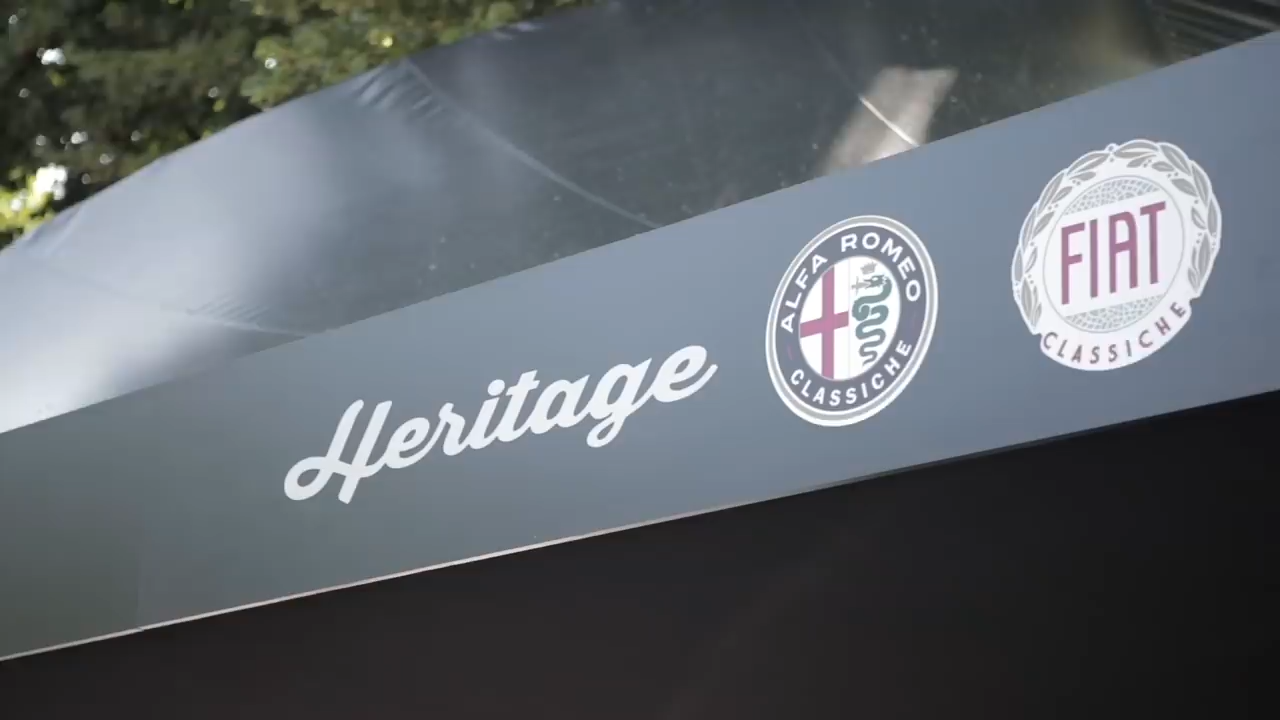 Heritage
ALFA ROMEO
CLASSICHE
FIAT
CLASSICHE